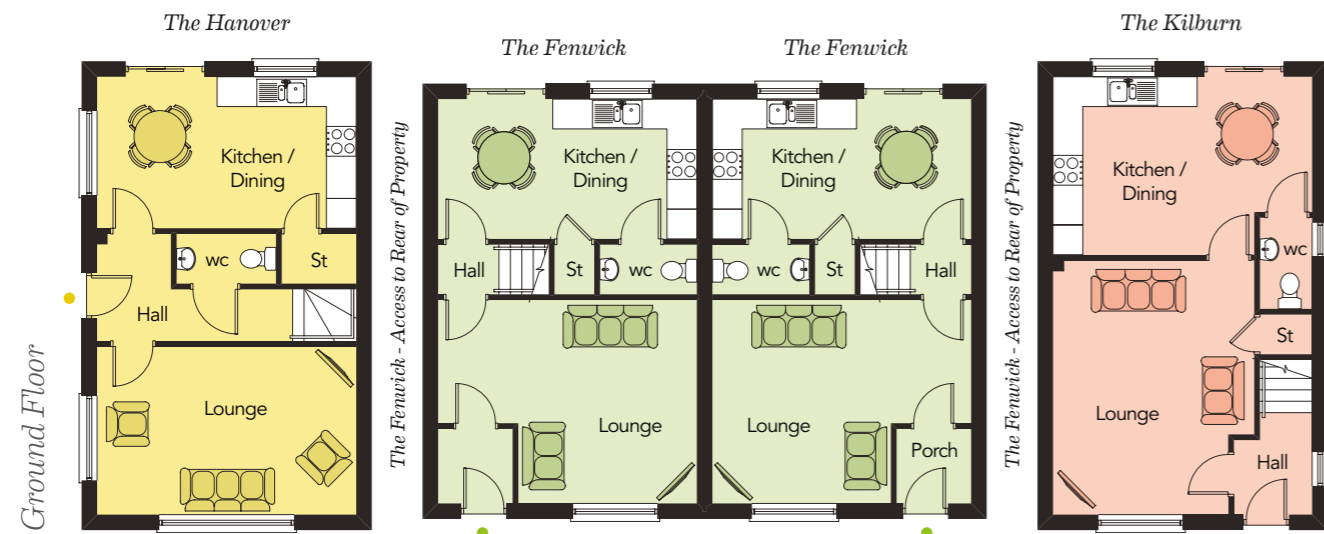 The Hanover
The Fenwick
The Fenwick
The Kilburn
Ground Floor
Kitchen /
Dining
wc
St
Hall
Lounge
The Fenwick - Access to Rear of Property
Kitchen /
Dining
Hall
St
wc
Lounge
Kitchen /
Dining
wc
St
Hall
Lounge
Porch
The Fenwick - Access to Rear of Property
Kitchen /
Dining
wc
St
Lounge
Hall